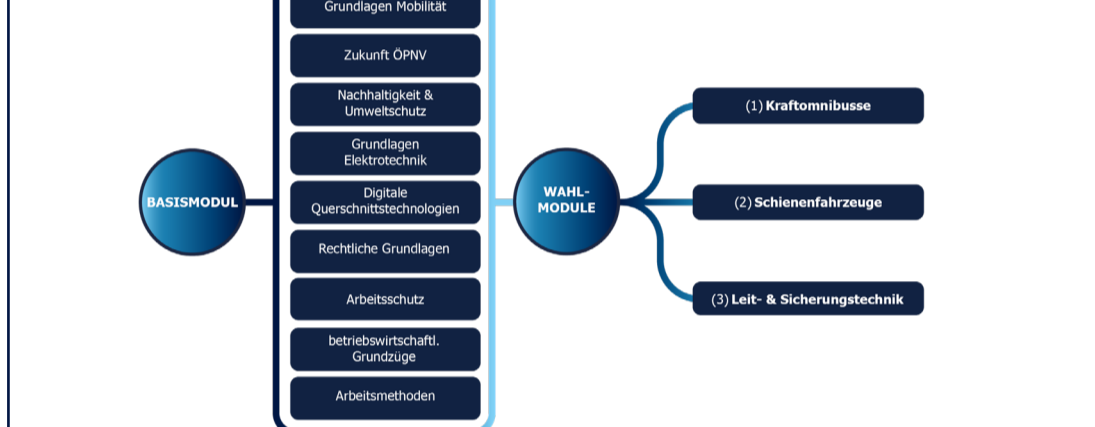 Grundlagen Mobilität
Zukunft ÖPNV
Nachhaltigkeit &
Umweltschutz
Grundlagen
Elektrotechnik
Digitale
Querschnittstechnologien
Rechtliche Grundlagen
Arbeitsschutz
betriebswirtschaftl.
Grundzüge
Arbeitsmethoden
BASISMODUL
WAHL-
MODULE
(1) Kraftomnibusse
(2) Schienenfahrzeuge
(3) Leit- & Sicherungstechnik